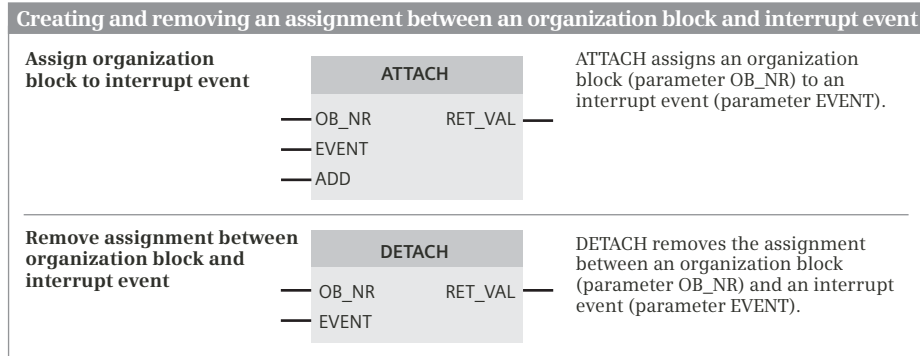 Creating and removing an assignment between an organization block and interrupt event
Assign organization
block to interrupt event
ATTACH
OB_NR RET_VAL
EVENT
ADD
ATTACH assigns an organization
block (parameter OB_NR) to an
interrupt event (parameter EVENT).
Remove assignment between
organization block and
interrupt event
DETACH
OB_NR RET_VAL
EVENT
DETACH removes the assignment
between an organization block
(parameter OB_NR) and an interrupt
event (parameter EVENT).